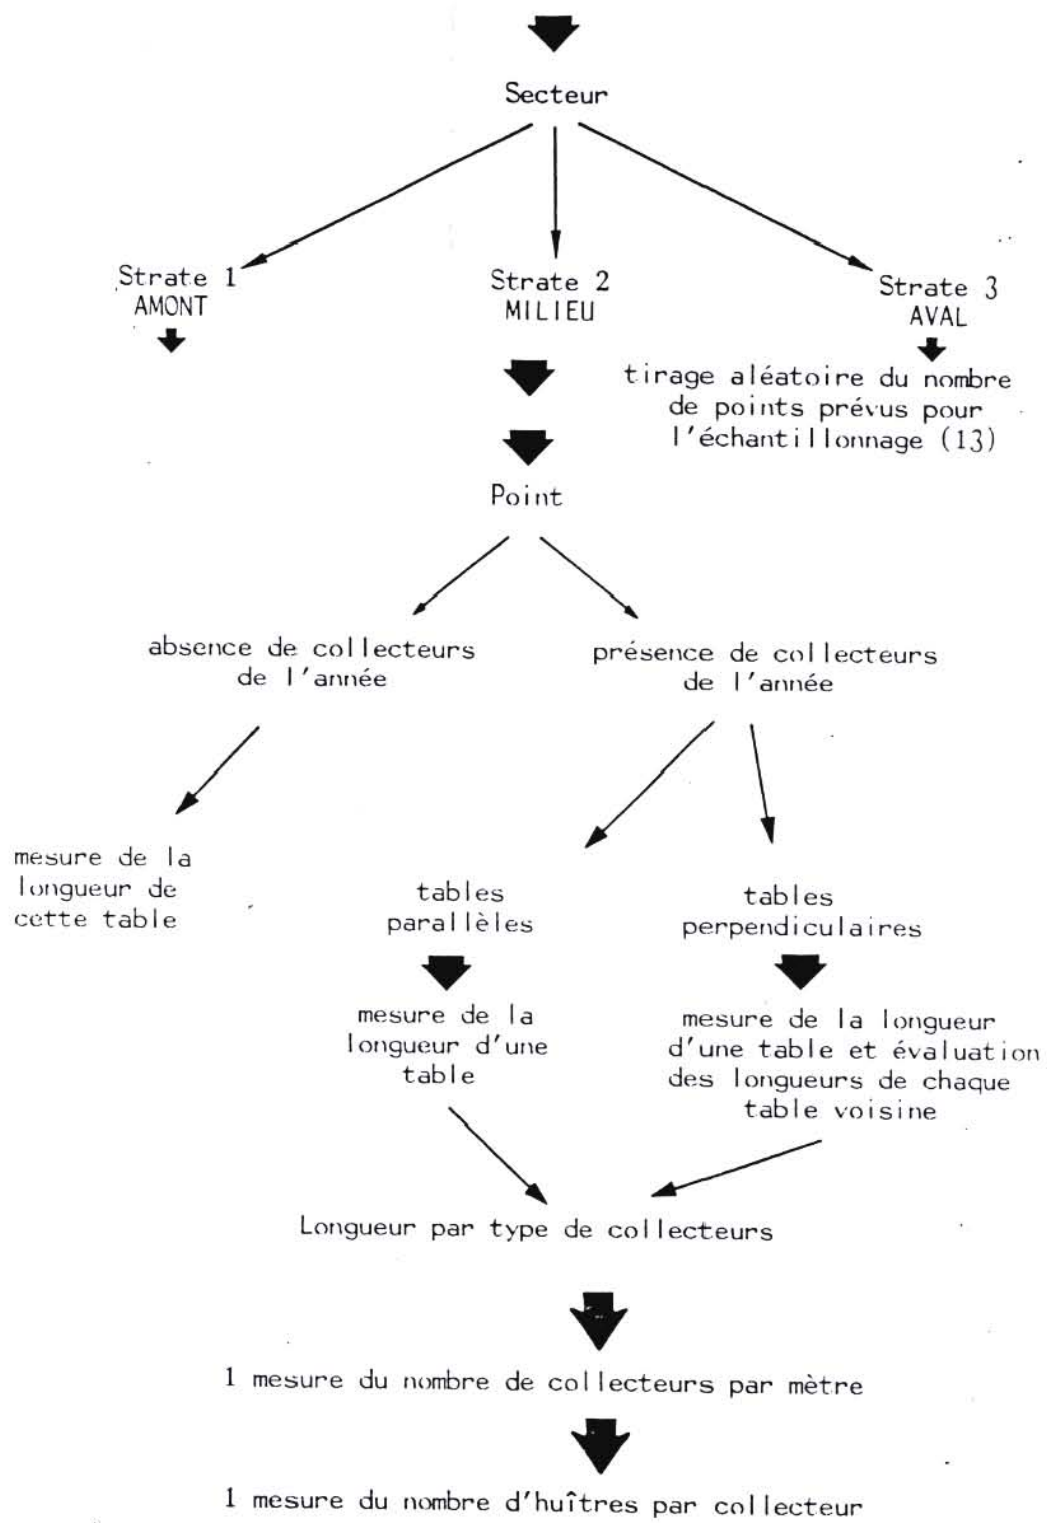 Secteur
Strate 1
AMONT
Strate 2
MILIEU
Strate 3
AVAL
tirage aléatoire du nombre
de points prévus pour
l'échantillonnage (13)
Point
absence de collecteurs
de l'année
présence de collecteurs
de l'année
mesure de la
longueur de
cette table
tables
parallèles
tables
perpendiculaires
mesure de la
longueur d'une
table
mesure de la longueur
d'une table et évaluation
des longueurs de chaque
table voisine
Longueur par type de collecteurs
1 mesure du nombre de collecteurs par mètre
1 mesure du nombre d'huîtres par collecteur